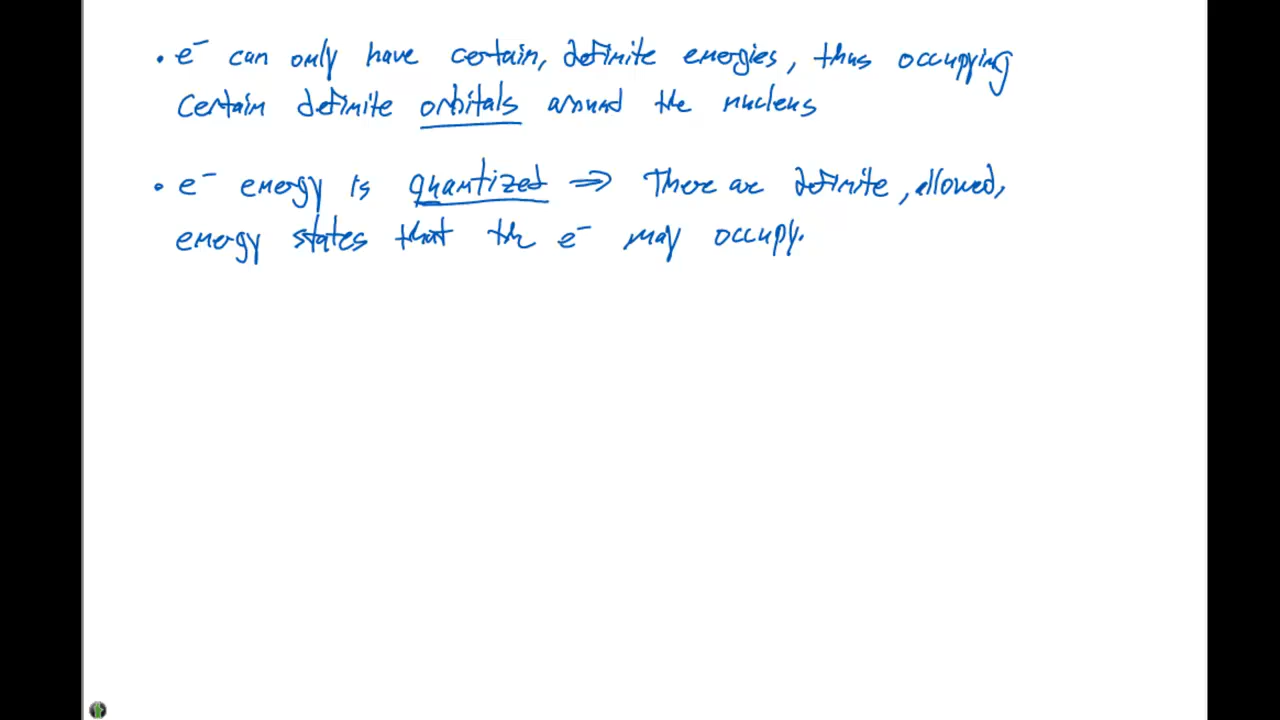 • e⁻ can only have certain, definite energies, thus occupying
certain definite orbitals around the nucleus
• e⁻ energy is quantized ⇒ There are definite, allowed,
energy states that the e⁻ may occupy.